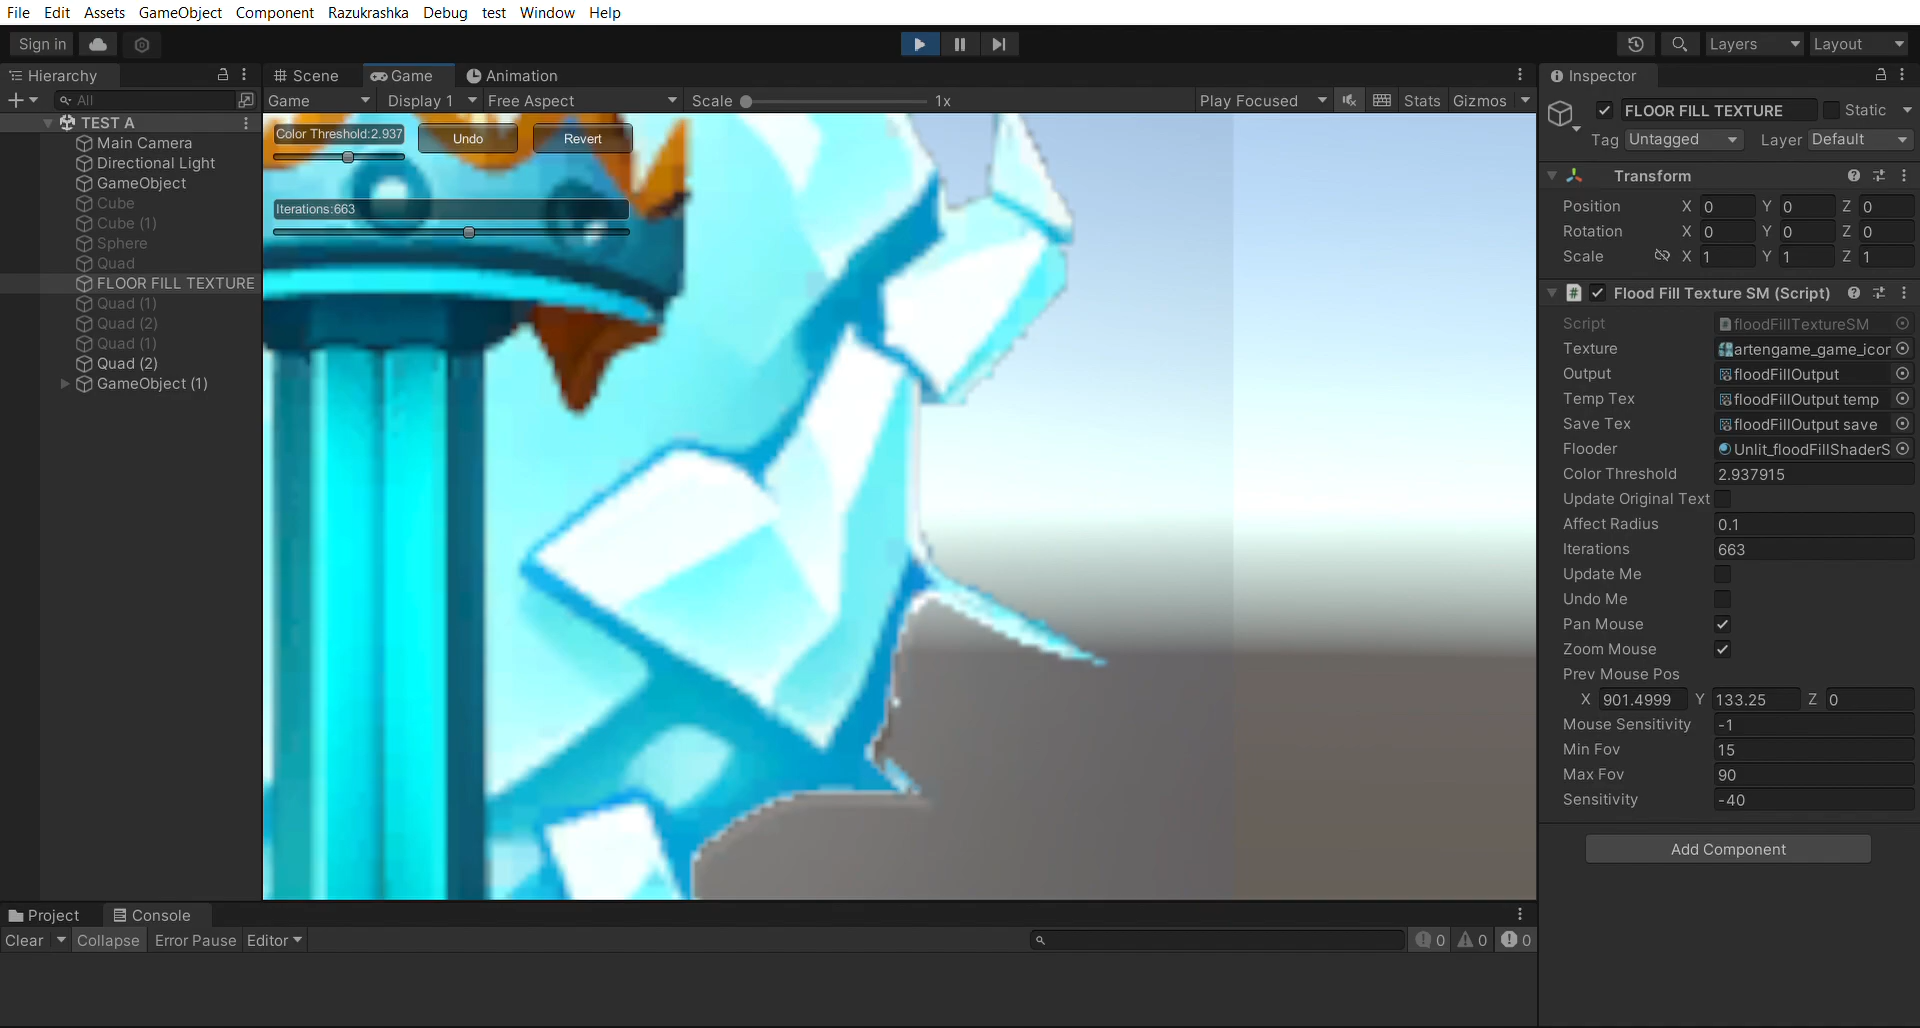 File Edit Assets GameObject Component Razukrashka Debug test Window Help
Sign in Layers Layout
Hierarchy Scene Game Animation Inspector
All Game Display 1 Free Aspect Scale 1x Play Focused Stats Gizmos
TEST A
Main Camera
Directional Light
GameObject
Cube
Cube (1)
Sphere
Quad
FLOOR FILL TEXTURE
Quad (1)
Quad (2)
Quad (1)
Quad (2)
GameObject (1)
Color Threshold:2.937 Undo Revert
Iterations:663
FLOOR FILL TEXTURE Static
Tag Untagged Layer Default
Transform
Position X 0 Y 0 Z 0
Rotation X 0 Y 0 Z 0
Scale X 1 Y 1 Z 1
# Flood Fill Texture SM (Script)
Script floodFillTextureSM
Texture artengame_game_icor
Output floodFillOutput
Temp Tex floodFillOutput temp
Save Tex floodFillOutput save
Flooder Unlit_floodFillShaderS
Color Threshold 2.937915
Update Original Text
Affect Radius 0.1
Iterations 663
Update Me
Undo Me
Pan Mouse
Zoom Mouse
Prev Mouse Pos
X 901.4999 Y 133.25 Z 0
Mouse Sensitivity -1
Min Fov 15
Max Fov 90
Sensitivity -40
Add Component
Project Console
Clear Collapse Error Pause Editor 0 0 0